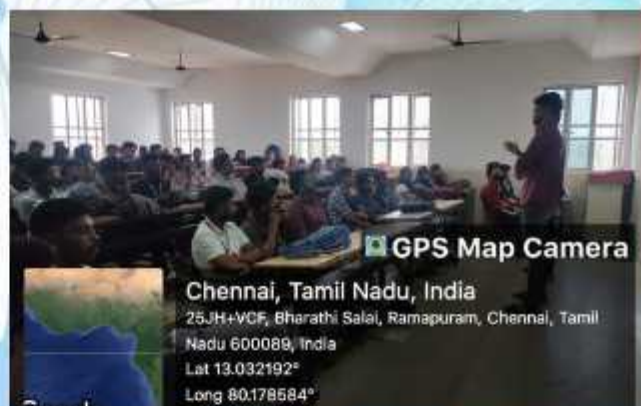 GPS Map Camera
Chennai, Tamil Nadu, India
25JH+VCF, Bharathi Salai, Ramapuram, Chennai, Tamil
Nadu 600089, India
Lat 13.032192°
Long 80.178584°